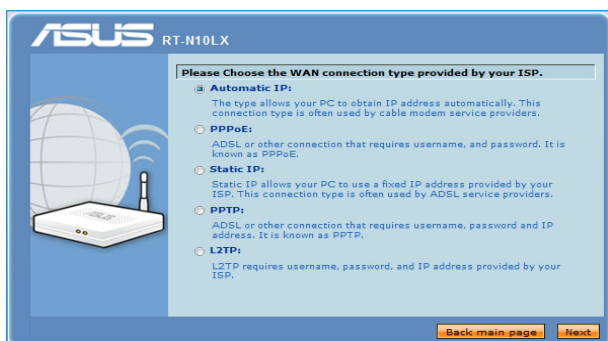 ASUS RT-N10LX
Please Choose the WAN connection type provided by your ISP.
Automatic IP:
The type allows your PC to obtain IP address automatically. This
connection type is often used by cable modem service providers.
PPPoE:
ADSL or other connection that requires username, and password. It is
known as PPPoE.
Static IP:
Static IP allows your PC to use a fixed IP address provided by your
ISP. This connection type is often used by ADSL service providers.
PPTP:
ADSL or other connection that requires username, password and IP
address. It is known as PPTP.
L2TP:
L2TP requires username, password, and IP address provided by your
ISP.
ASUS
Back main page Next